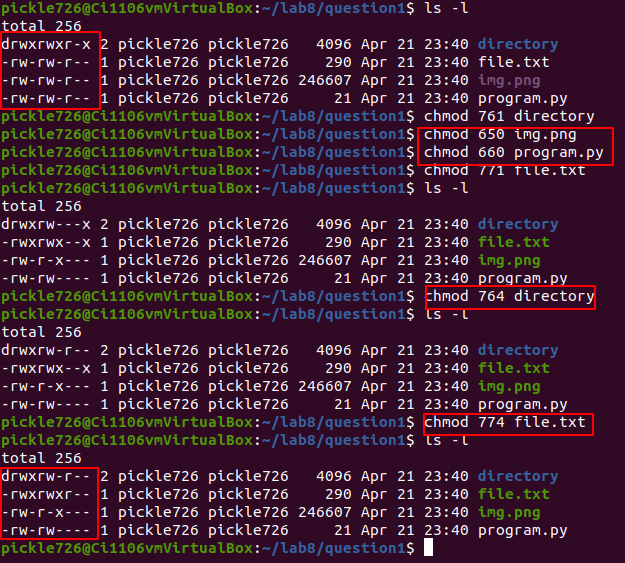 pickle726@Ci1106vmVirtualBox:~/lab8/question1$ ls -l
total 256
drwxrwxr-x 2 pickle726 pickle726   4096 Apr 21 23:40 directory
-rw-rw-r-- 1 pickle726 pickle726    290 Apr 21 23:40 file.txt
-rw-rw-r-- 1 pickle726 pickle726 246607 Apr 21 23:40 img.png
-rw-rw-r-- 1 pickle726 pickle726     21 Apr 21 23:40 program.py
pickle726@Ci1106vmVirtualBox:~/lab8/question1$ chmod 761 directory
pickle726@Ci1106vmVirtualBox:~/lab8/question1$ chmod 650 img.png
pickle726@Ci1106vmVirtualBox:~/lab8/question1$ chmod 660 program.py
pickle726@Ci1106vmVirtualBox:~/lab8/question1$ chmod 771 file.txt
pickle726@Ci1106vmVirtualBox:~/lab8/question1$ ls -l
total 256
drwxrw---x 2 pickle726 pickle726   4096 Apr 21 23:40 directory
-rwxrwx--x 1 pickle726 pickle726    290 Apr 21 23:40 file.txt
-rw-r-x--- 1 pickle726 pickle726 246607 Apr 21 23:40 img.png
-rw-rw---- 1 pickle726 pickle726     21 Apr 21 23:40 program.py
pickle726@Ci1106vmVirtualBox:~/lab8/question1$ chmod 764 directory
pickle726@Ci1106vmVirtualBox:~/lab8/question1$ ls -l
total 256
drwxrw-r-- 2 pickle726 pickle726   4096 Apr 21 23:40 directory
-rwxrwx--x 1 pickle726 pickle726    290 Apr 21 23:40 file.txt
-rw-r-x--- 1 pickle726 pickle726 246607 Apr 21 23:40 img.png
-rw-rw---- 1 pickle726 pickle726     21 Apr 21 23:40 program.py
pickle726@Ci1106vmVirtualBox:~/lab8/question1$ chmod 774 file.txt
pickle726@Ci1106vmVirtualBox:~/lab8/question1$ ls -l
total 256
drwxrw-r-- 2 pickle726 pickle726   4096 Apr 21 23:40 directory
-rwxrwxr-- 1 pickle726 pickle726    290 Apr 21 23:40 file.txt
-rw-r-x--- 1 pickle726 pickle726 246607 Apr 21 23:40 img.png
-rw-rw---- 1 pickle726 pickle726     21 Apr 21 23:40 program.py
pickle726@Ci1106vmVirtualBox:~/lab8/question1$